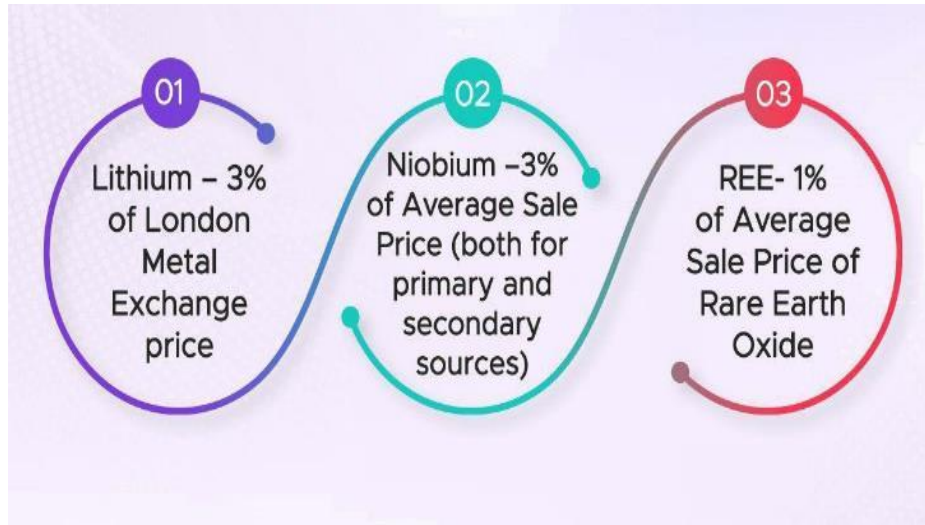 01
Lithium – 3%
of London
Metal
Exchange
price
02
Niobium –3%
of Average Sale
Price (both for
primary and
secondary
sources)
03
REE- 1%
of Average
Sale Price of
Rare Earth
Oxide